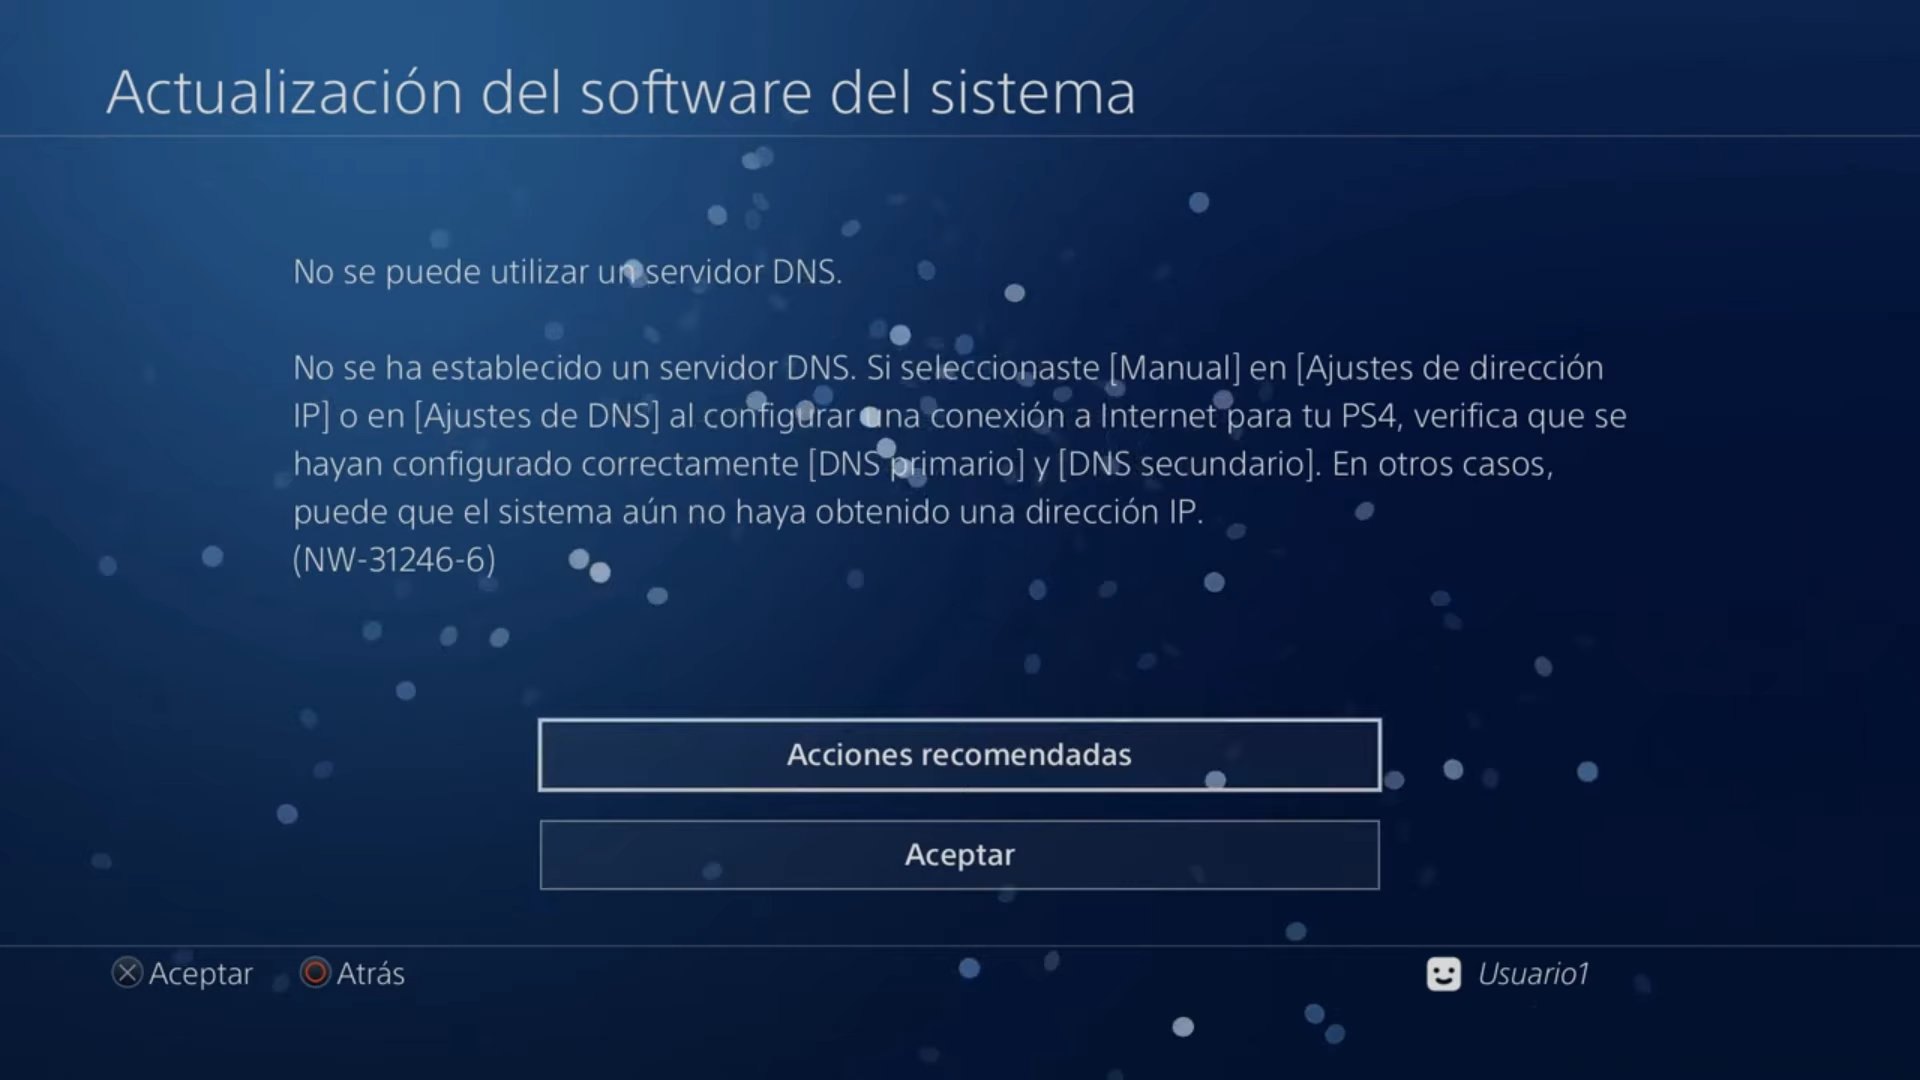 Actualización del software del sistema
No se puede utilizar un servidor DNS.
No se ha establecido un servidor DNS. Si seleccionaste [Manual] en [Ajustes de dirección
IP] o en [Ajustes de DNS] al configurar una conexión a Internet para tu PS4, verifica que se
hayan configurado correctamente [DNS primario] y [DNS secundario]. En otros casos,
puede que el sistema aún no haya obtenido una dirección IP.
(NW-31246-6)
Acciones recomendadas
Aceptar
Aceptar Atrás Usuario1